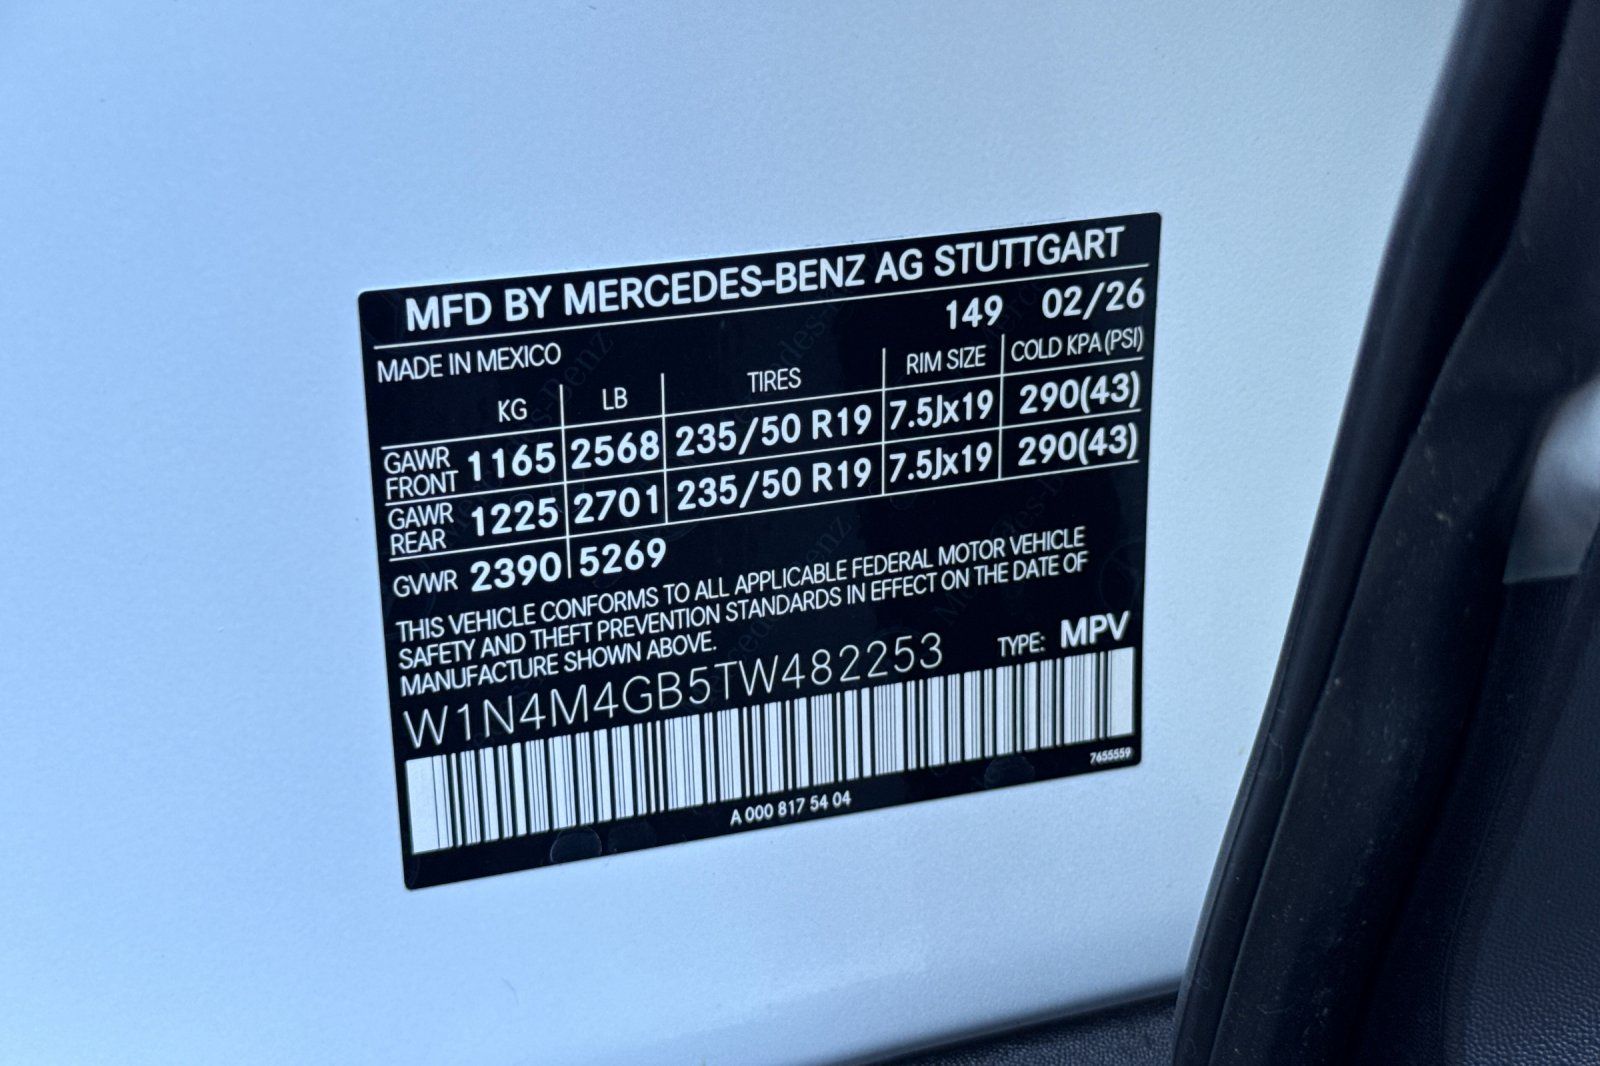 MFD BY MERCEDES-BENZ AG STUTTGART
149 02/26
MADE IN MEXICO
KG LB TIRES RIM SIZE COLD KPA (PSI)
GAWR FRONT 1165 2568 235/50 R19 7.5Jx19 290(43)
GAWR REAR 1225 2701 235/50 R19 7.5Jx19 290(43)
GVWR 2390 5269
THIS VEHICLE CONFORMS TO ALL APPLICABLE FEDERAL MOTOR VEHICLE
SAFETY AND THEFT PREVENTION STANDARDS IN EFFECT ON THE DATE OF
MANUFACTURE SHOWN ABOVE.
W1N4M4GB5TW482253 TYPE: MPV
7655559
A 000 817 54 04